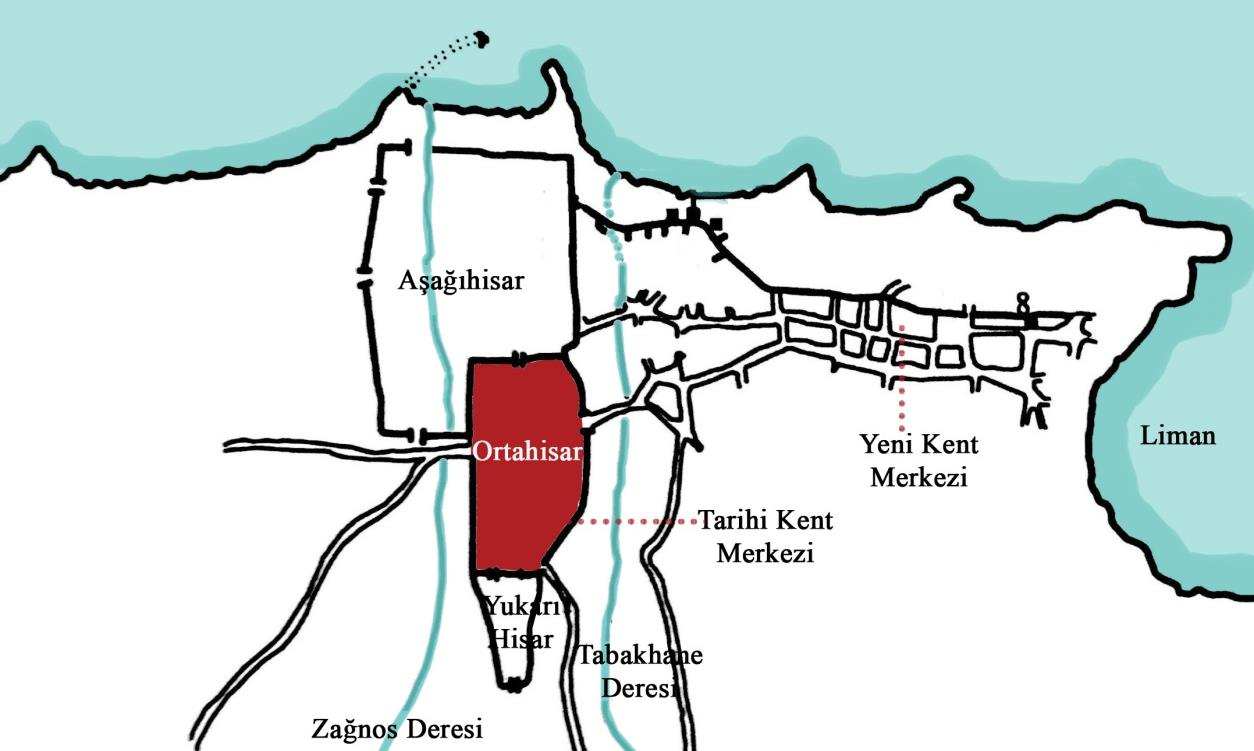 Aşağıhisar
Ortahisar
Yeni Kent
Merkezi
Liman
Tarihi Kent
Merkezi
Yukarı
Hisar
Tabakhane
Deresi
Zağnos Deresi